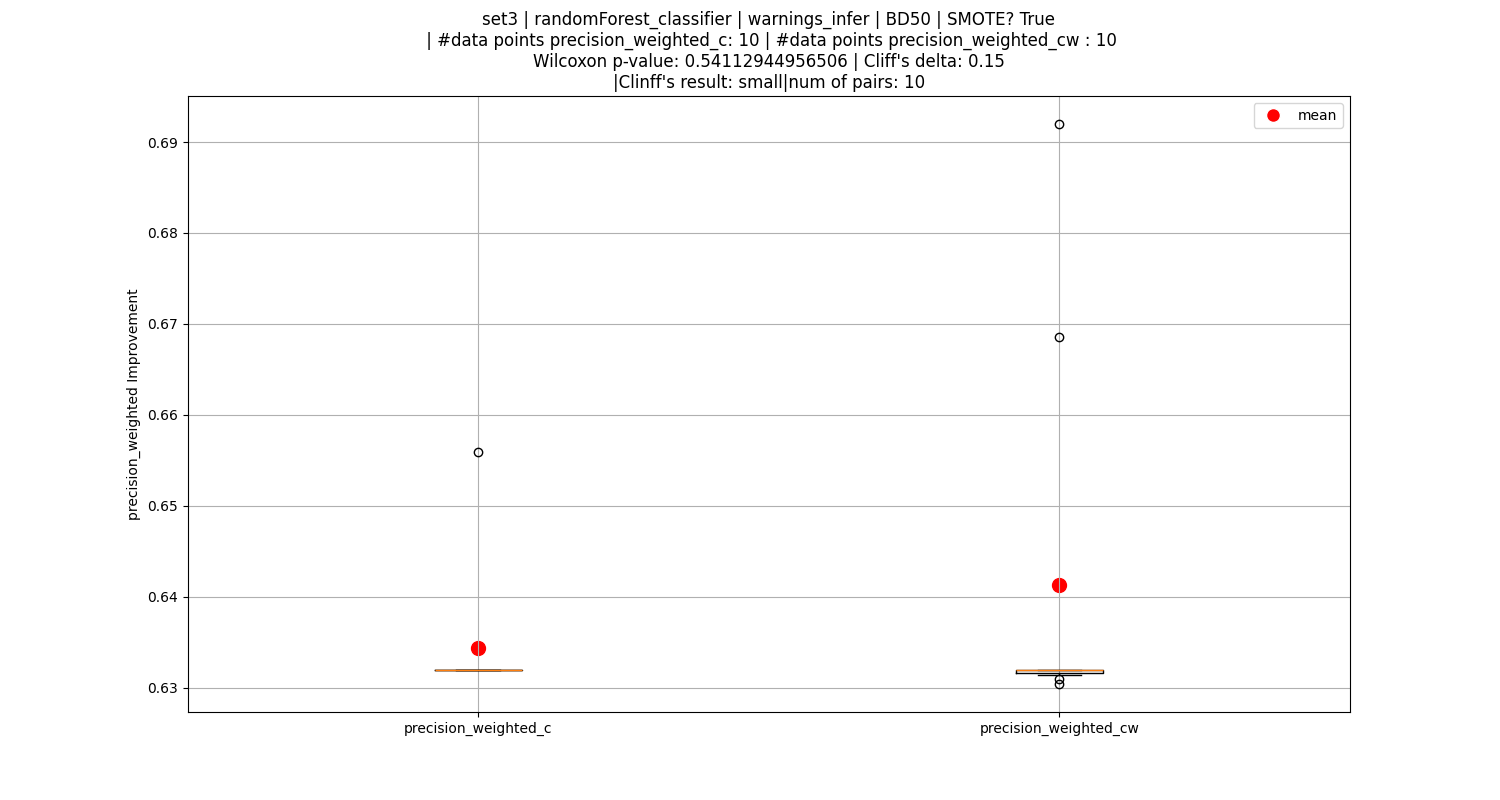 set3 | randomForest_classifier | warnings_infer | BD50 | SMOTE? True
| #data points precision_weighted_c: 10 | #data points precision_weighted_cw : 10
Wilcoxon p-value: 0.54112944956506 | Cliff's delta: 0.15
|Clinff's result: small|num of pairs: 10
mean
0.69
0.68
0.67
0.66
0.65
0.64
0.63
precision_weighted Improvement
precision_weighted_c
precision_weighted_cw